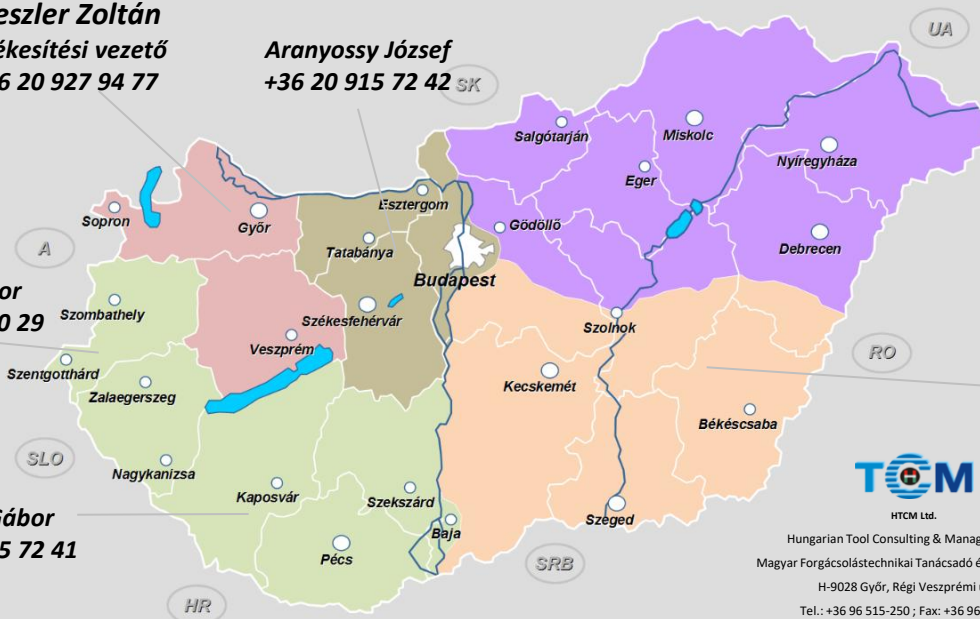 eszler Zoltán
ékesítési vezető
6 20 927 94 77
Aranyossy József
+36 20 915 72 42
SK
UA
Salgótarján
Miskolc
Nyíregyháza
Eger
Esztergom
Sopron
Győr
Gödöllő
Tatabánya
Debrecen
A
Budapest
or
0 29
Szombathely
Székesfehérvár
Szolnok
Veszprém
RO
Szentgotthárd
Zalaegerszeg
Kecskemét
Békéscsaba
SLO
Nagykanizsa
Kaposvár
Szekszárd
TCM
HTCM Ltd.
Gábor
5 72 41
Baja
Szeged
Pécs
SRB
HR
Hungarian Tool Consulting & Manag
Magyar Forgácsolástechnikai Tanácsadó é
H-9028 Győr, Régi Veszprémi
Tel.: +36 96 515-250 ; Fax: +36 96